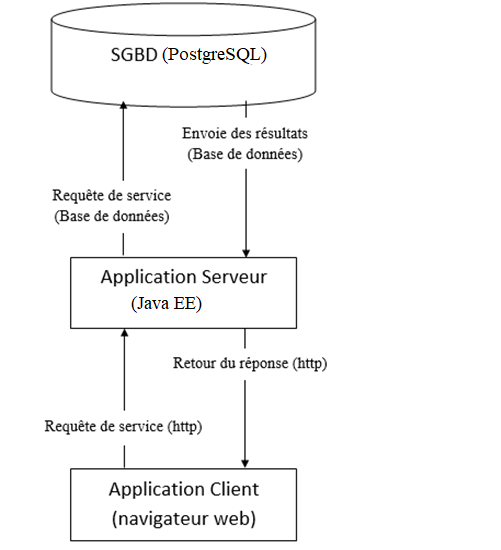 SGBD (PostgreSQL)
Envoie des résultats
(Base de données)
Requête de service
(Base de données)
Application Serveur
(Java EE)
Retour du réponse (http)
Requête de service (http)
Application Client
(navigateur web)